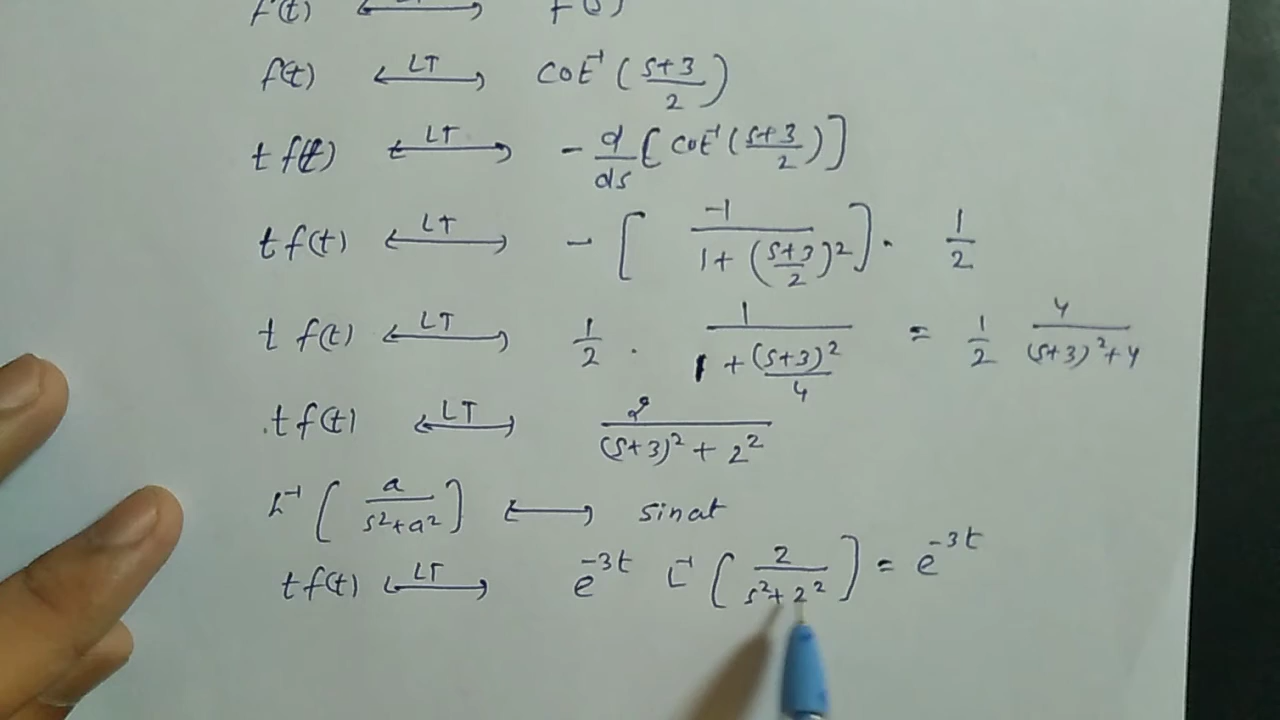 f(t) ⟷ F(s)
f(t) ⟷LT cot⁻¹ ( s+3 / 2 )
t f(t) ⟷LT - d/ds [ cot⁻¹ ( s+3 / 2 ) ]
t f(t) ⟷LT - [ -1 / 1 + ( s+3 / 2 )² ] . 1/2
t f(t) ⟷LT 1/2 . 1 / 1 + (s+3)² / 4 = 1/2 4 / (s+3)² + 4
.t f(t) ⟷LT 2 / (s+3)² + 2²
L⁻¹ [ a / s² + a² ] ⟷ sinat
t f(t) ⟷LT e⁻³ᵗ L⁻¹ [ 2 / s² + 2² ] = e⁻³ᵗ